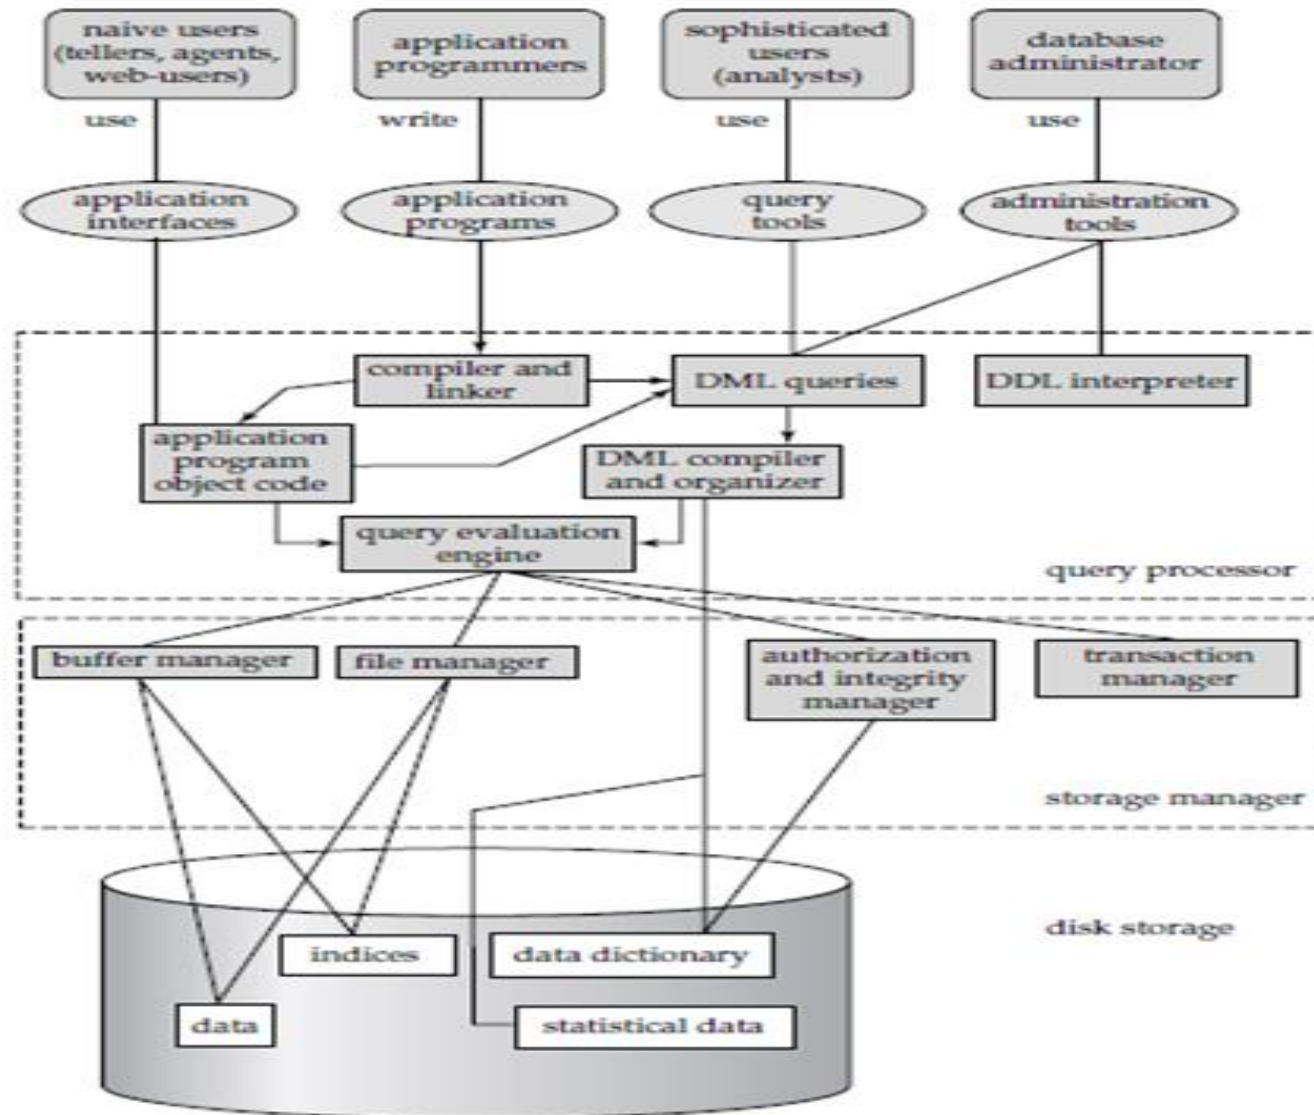 naive users
(tellers, agents,
web-users)
application
programmers
sophisticated
users
(analysts)
database
administrator
use
write
use
use
application
interfaces
application
programs
query
tools
administration
tools
compiler and
linker
DML queries
DDL interpreter
application
program
object code
DML compiler
and organizer
query evaluation
engine
query processor
buffer manager
file manager
authorization
and integrity
manager
transaction
manager
storage manager
disk storage
indices
data dictionary
data
statistical data